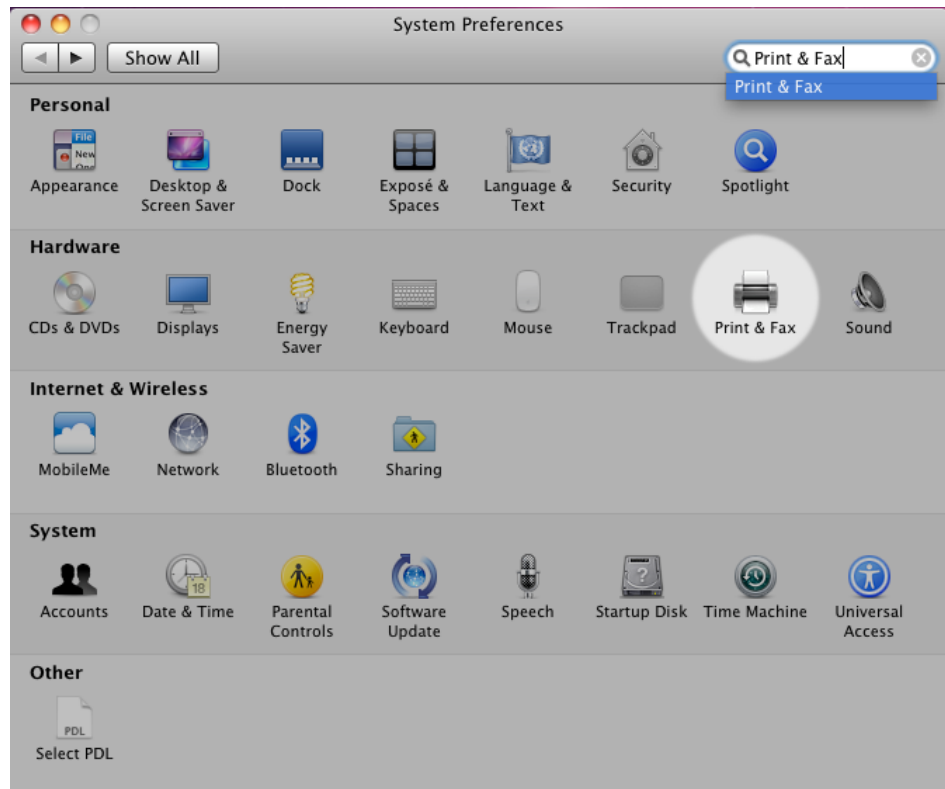 System Preferences
Show All
Print & Fax
Print & Fax
Personal
File
New
Appearance
Desktop &
Screen Saver
Dock
Exposé &
Spaces
Language &
Text
Security
Spotlight
Hardware
CDs & DVDs
Displays
Energy
Saver
Keyboard
Mouse
Trackpad
Print & Fax
Sound
Internet & Wireless
MobileMe
Network
Bluetooth
Sharing
System
18
?
Accounts
Date & Time
Parental
Controls
Software
Update
Speech
Startup Disk
Time Machine
Universal
Access
Other
PDL
Select PDL